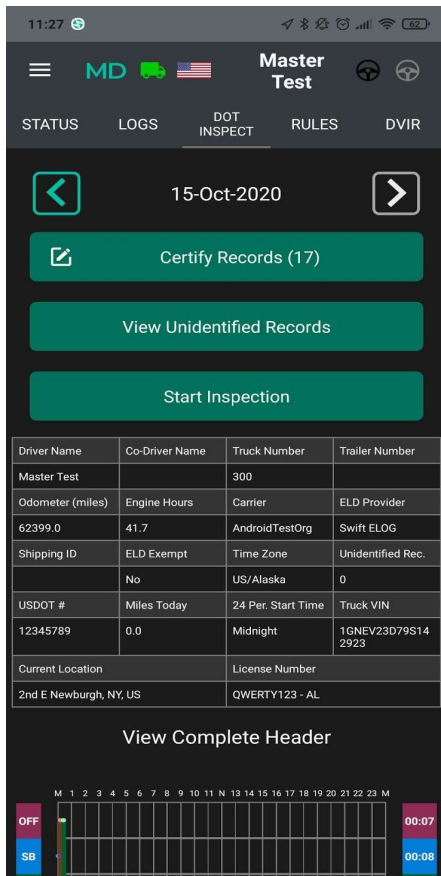 11:27
62
MD
Master
Test
STATUS
LOGS
DOT
INSPECT
RULES
DVIR
15-Oct-2020
Certify Records (17)
View Unidentified Records
Start Inspection
Driver Name Co-Driver Name Truck Number Trailer Number
Master Test 300
Odometer (miles) Engine Hours Carrier ELD Provider
62399.0 41.7 AndroidTestOrg Swift ELOG
Shipping ID ELD Exempt Time Zone Unidentified Rec.
No US/Alaska 0
USDOT # Miles Today 24 Per. Start Time Truck VIN
12345789 0.0 Midnight 1GNEV23D79S14
2923
Current Location License Number
2nd E Newburgh, NY, US QWERTY123 - AL
View Complete Header
M 1 2 3 4 5 6 7 8 9 10 11 N 13 14 15 16 17 18 19 20 21 22 23 M
OFF 00:07
SB 00:08